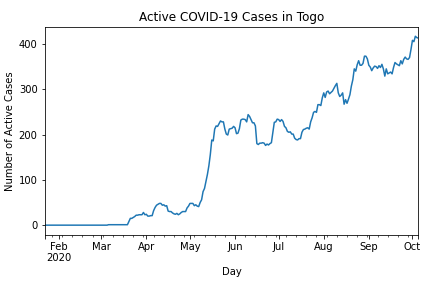 Active COVID-19 Cases in Togo
Number of Active Cases
400
300
200
100
0
Feb Mar Apr May Jun Jul Aug Sep Oct
2020
Day